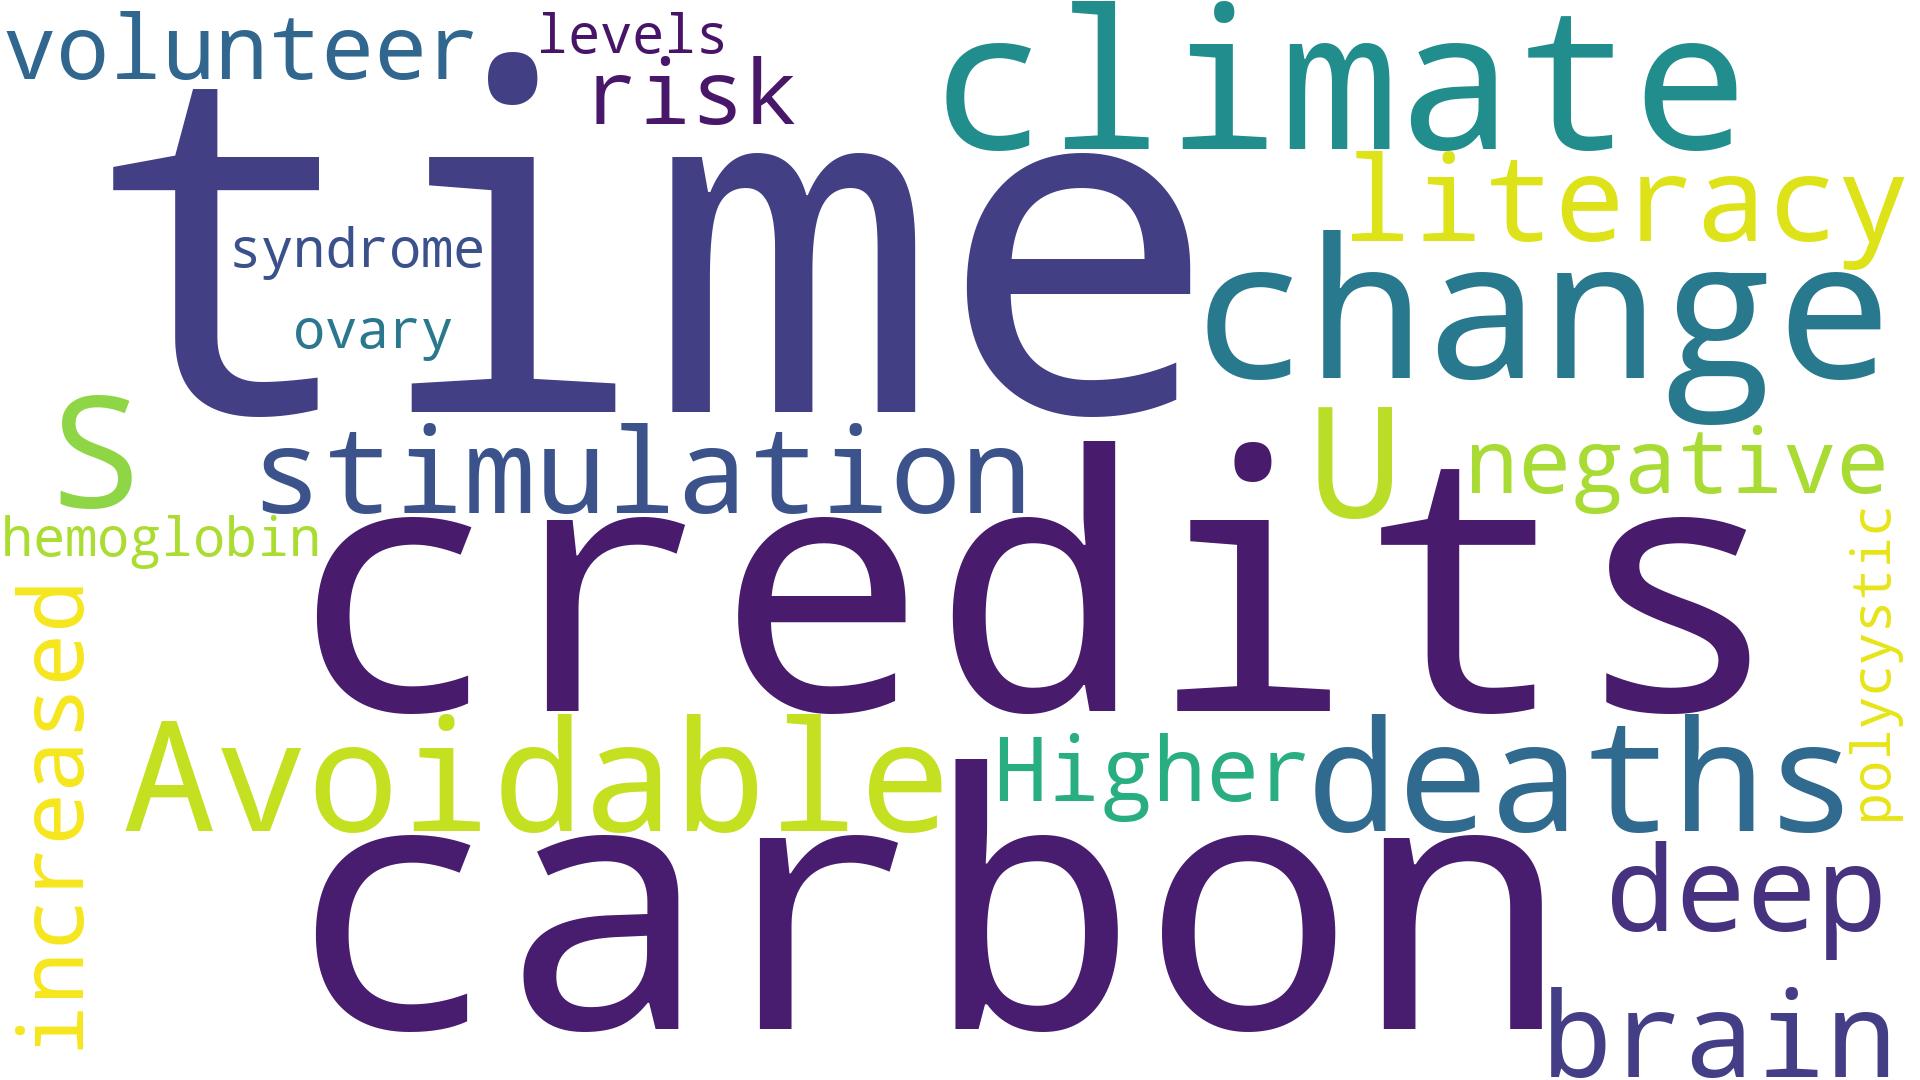 volunteer
levels
risk
climate
time
literacy
syndrome
change
ovary
S
stimulation
U
negative
hemoglobin
credits
polycystic
increased
Avoidable
Higher
deaths
carbon
deep
brain